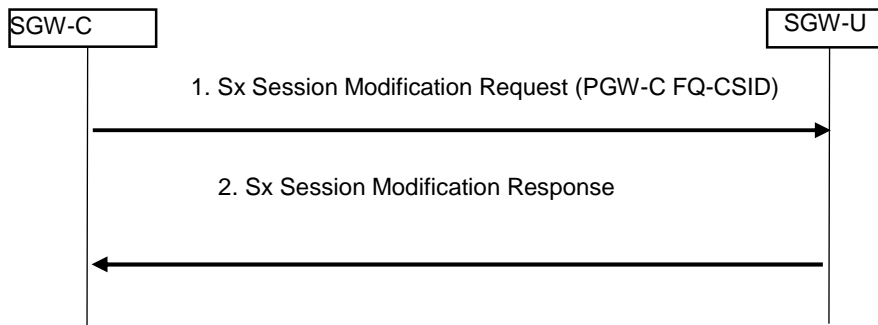 SGW-C
SGW-U
1. Sx Session Modification Request (PGW-C FQ-CSID)
2. Sx Session Modification Response